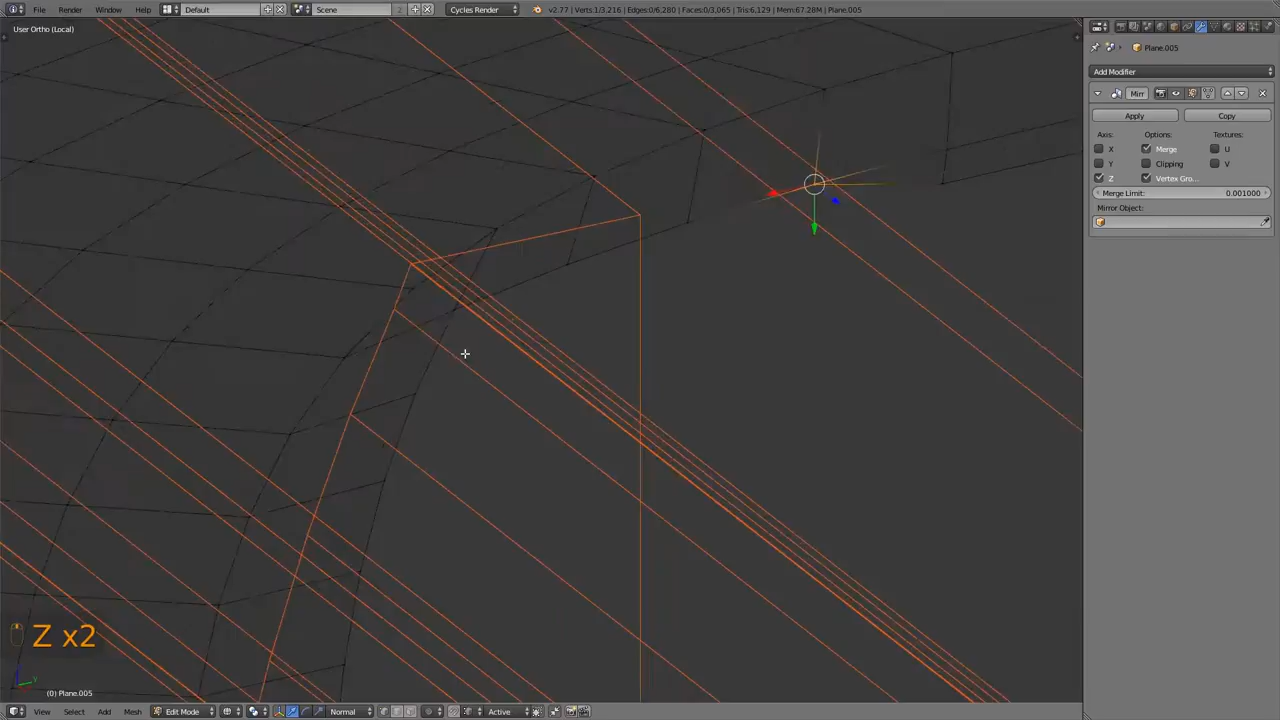 File Render Window Help Default Scene 2 Cycles Render v2.77 | Verts:1/3,216 | Edges:0/6,280 | Faces:0/3,065 | Tris:6,129 | Mem:67.28M | Plane.005
User Ortho (Local)
Plane.005
Add Modifier
Mirr
Apply Copy
Axis: Options: Textures:
X Merge U
Y Clipping V
Z Vertex Gro...
Merge Limit: 0.001000
Mirror Object:
Z x2
(0) Plane.005
View Select Add Mesh Edit Mode Normal Active